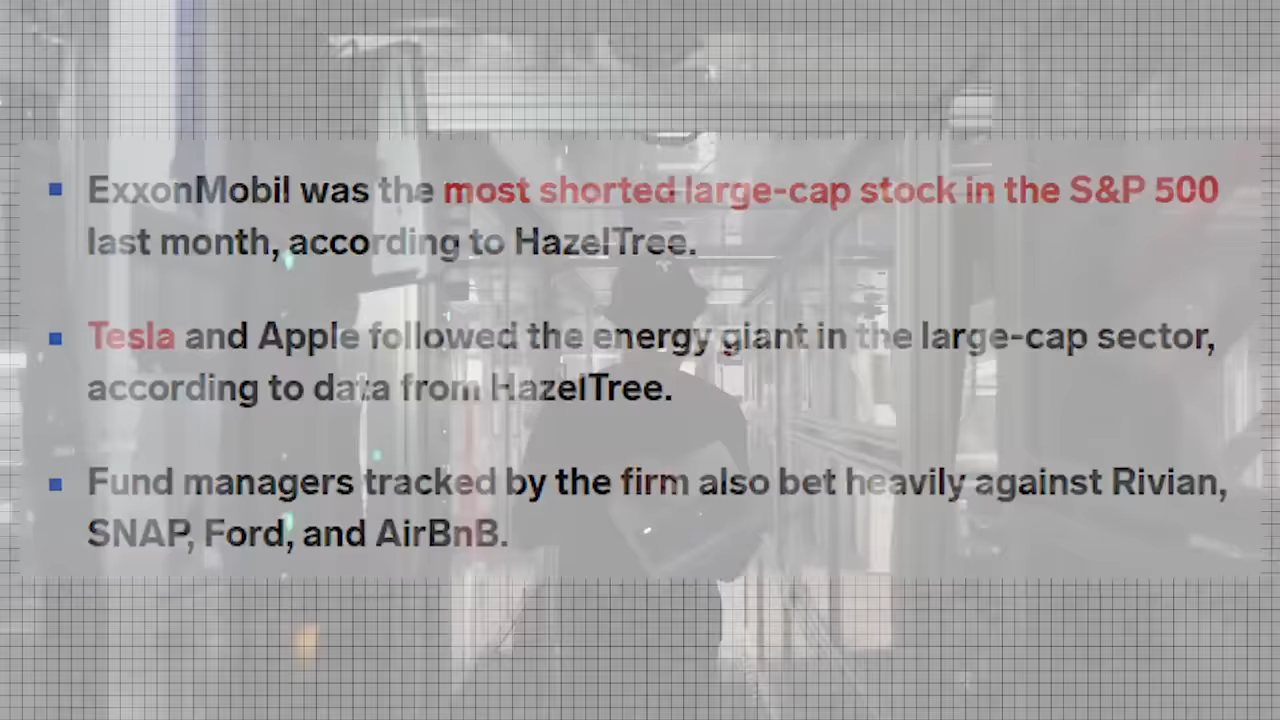 ExxonMobil was the most shorted large-cap stock in the S&P 500
last month, according to HazelTree.
Tesla and Apple followed the energy giant in the large-cap sector,
according to data from HazelTree.
Fund managers tracked by the firm also bet heavily against Rivian,
SNAP, Ford, and AirBnB.